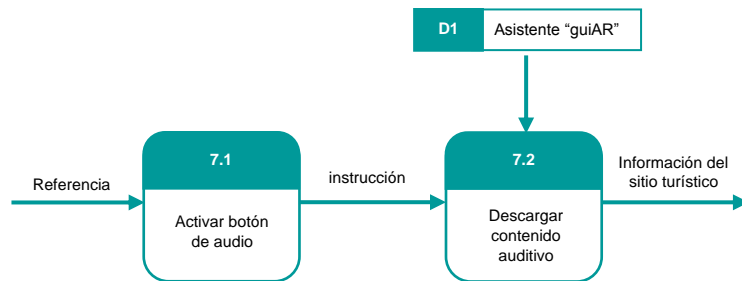 D1 Asistente “guiAR”
7.1
7.2
Referencia
instrucción
Información del
sitio turístico
Activar botón
de audio
Descargar
contenido
auditivo